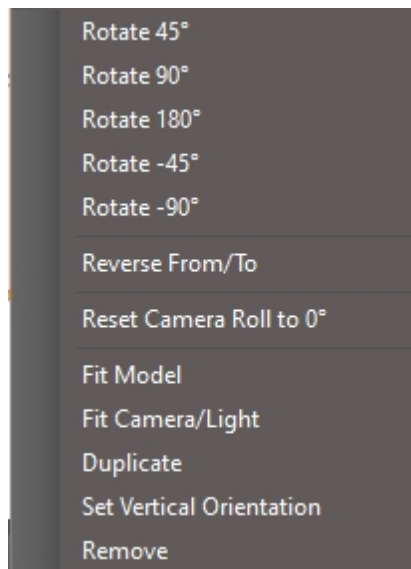 Rotate 45°
Rotate 90°
Rotate 180°
Rotate -45°
Rotate -90°
Reverse From/To
Reset Camera Roll to 0°
Fit Model
Fit Camera/Light
Duplicate
Set Vertical Orientation
Remove